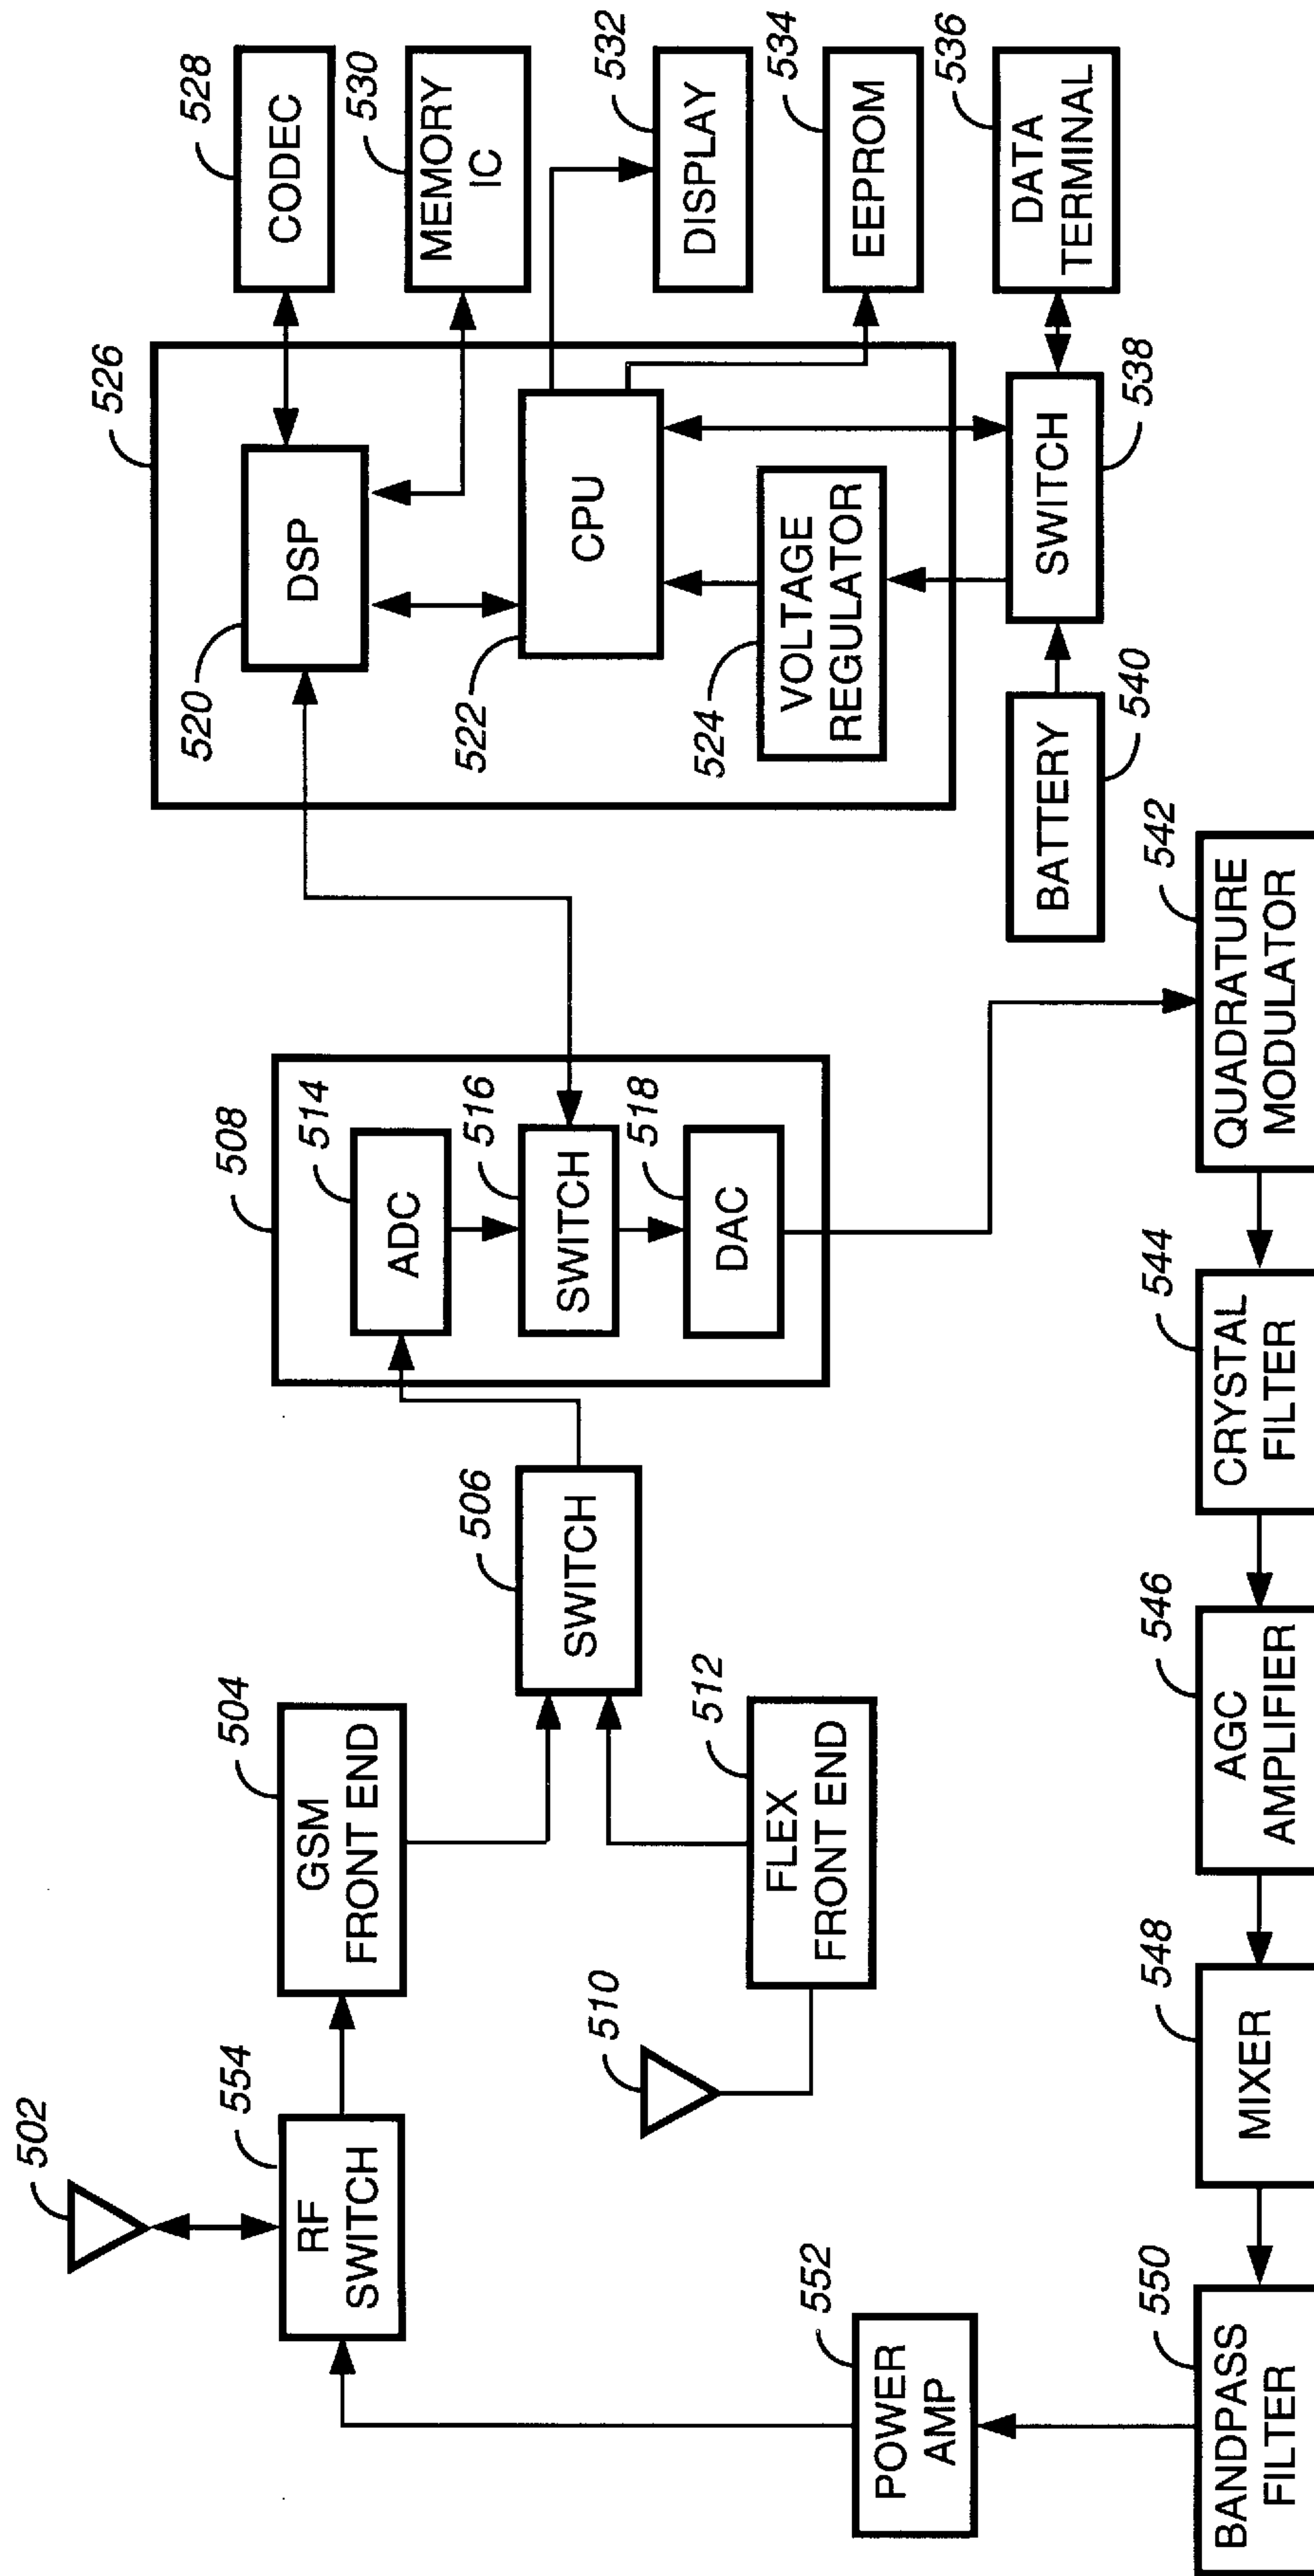 502
554
RF
SWITCH
504
GSM
FRONT END
510
512
FLEX
FRONT END
506
SWITCH
508
514
ADC
516
SWITCH
518
DAC
526
520
DSP
522
CPU
524
VOLTAGE
REGULATOR
528
CODEC
530
MEMORY
IC
532
DISPLAY
534
EEPROM
536
DATA
TERMINAL
538
SWITCH
540
BATTERY
552
POWER
AMP
550
BANDPASS
FILTER
548
MIXER
546
AGC
AMPLIFIER
544
CRYSTAL
FILTER
542
QUADRATURE
MODULATOR